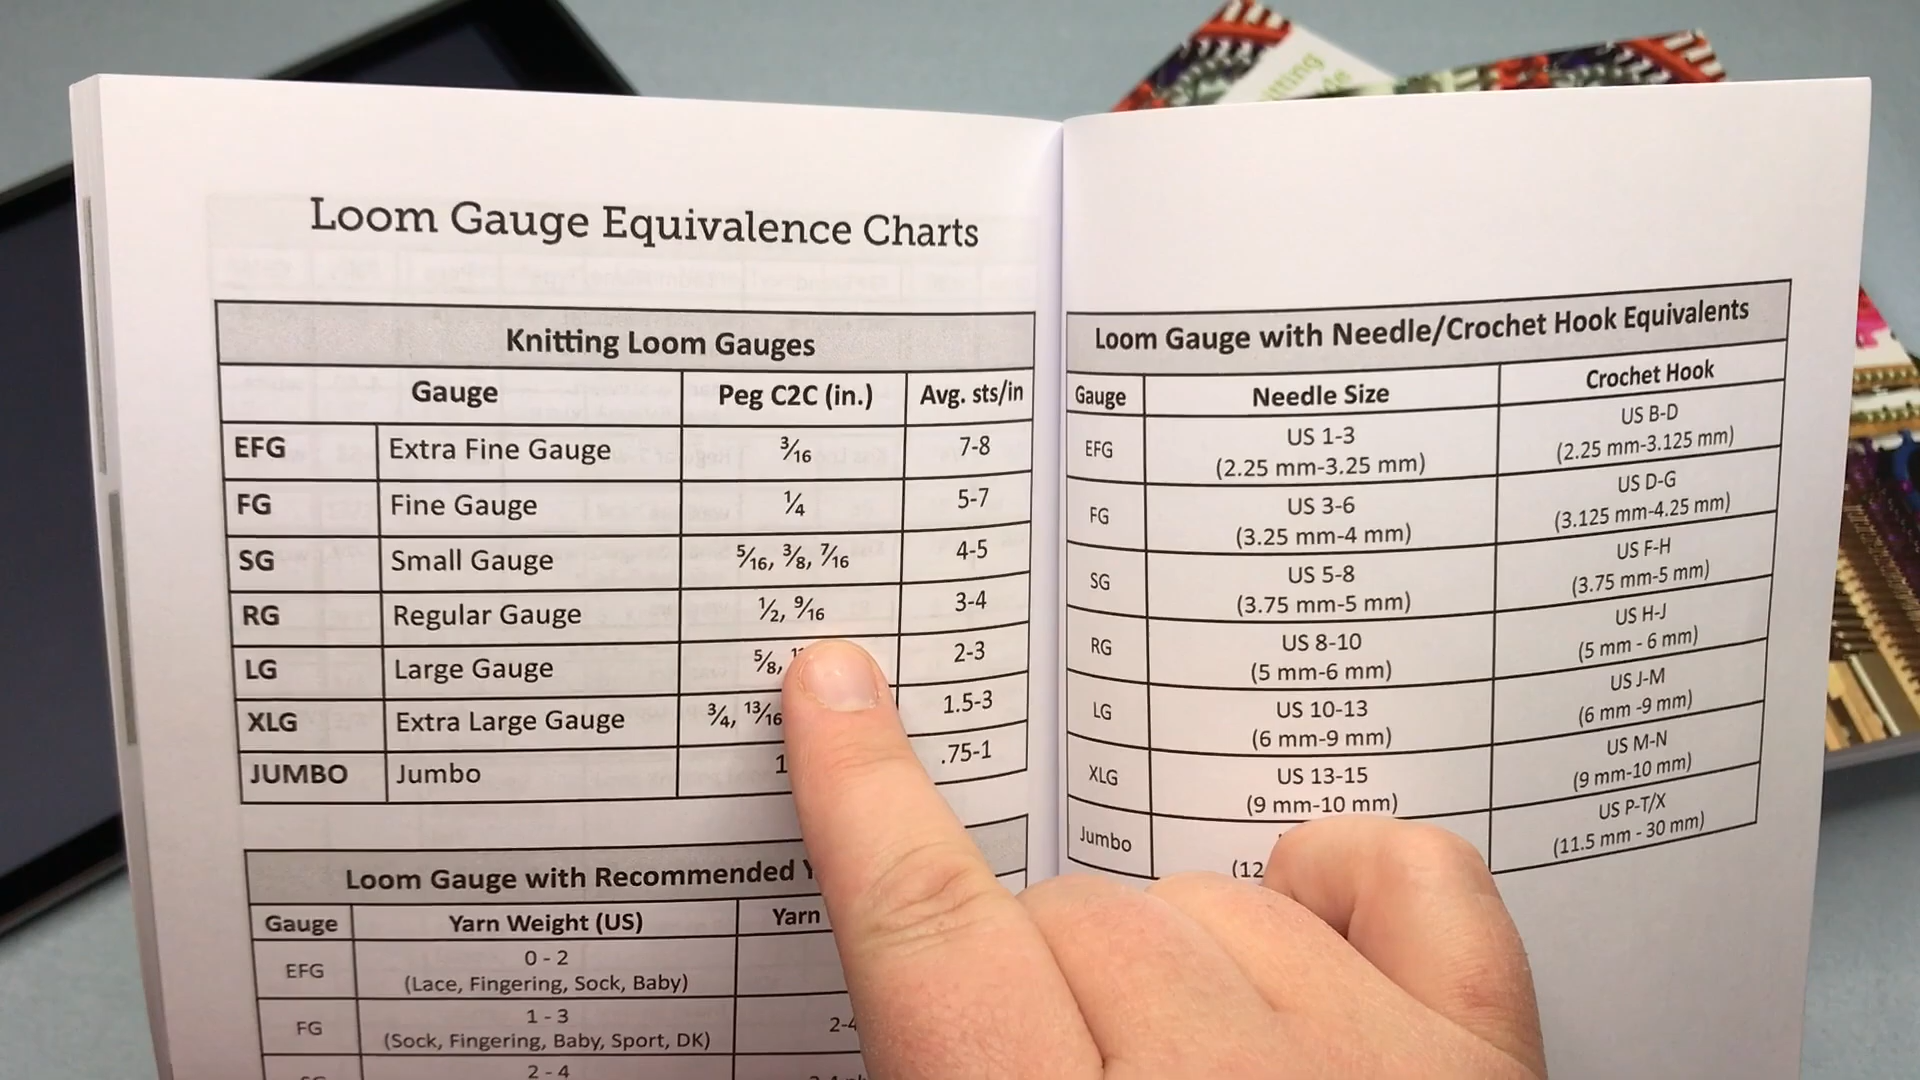 Loom Gauge Equivalence Charts
Knitting Loom Gauges
Gauge Peg C2C (in.) Avg. sts/in
EFG Extra Fine Gauge 3/16 7-8
FG Fine Gauge 1/4 5-7
SG Small Gauge 5/16, 3/8, 7/16 4-5
RG Regular Gauge 1/2, 9/16 3-4
LG Large Gauge 5/8, 2-3
XLG Extra Large Gauge 3/4, 13/16 1.5-3
JUMBO Jumbo .75-1
Loom Gauge with Recommended
Gauge Yarn Weight (US) Yarn
EFG 0 - 2
(Lace, Fingering, Sock, Baby)
FG 1 - 3
(Sock, Fingering, Baby, Sport, DK)
2-4
2 - 4
Loom Gauge with Needle/Crochet Hook Equivalents
Gauge Needle Size Crochet Hook
EFG US 1-3 US B-D
(2.25 mm-3.25 mm) (2.25 mm-3.125 mm)
FG US 3-6 US D-G
(3.25 mm-4 mm) (3.125 mm-4.25 mm)
SG US 5-8 US F-H
(3.75 mm-5 mm) (3.75 mm-5 mm)
RG US 8-10 US H-J
(5 mm-6 mm) (5 mm - 6 mm)
LG US 10-13 US J-M
(6 mm-9 mm) (6 mm -9 mm)
XLG US 13-15 US M-N
(9 mm-10 mm) (9 mm-10 mm)
Jumbo US P-T/X
(12 (11.5 mm - 30 mm)